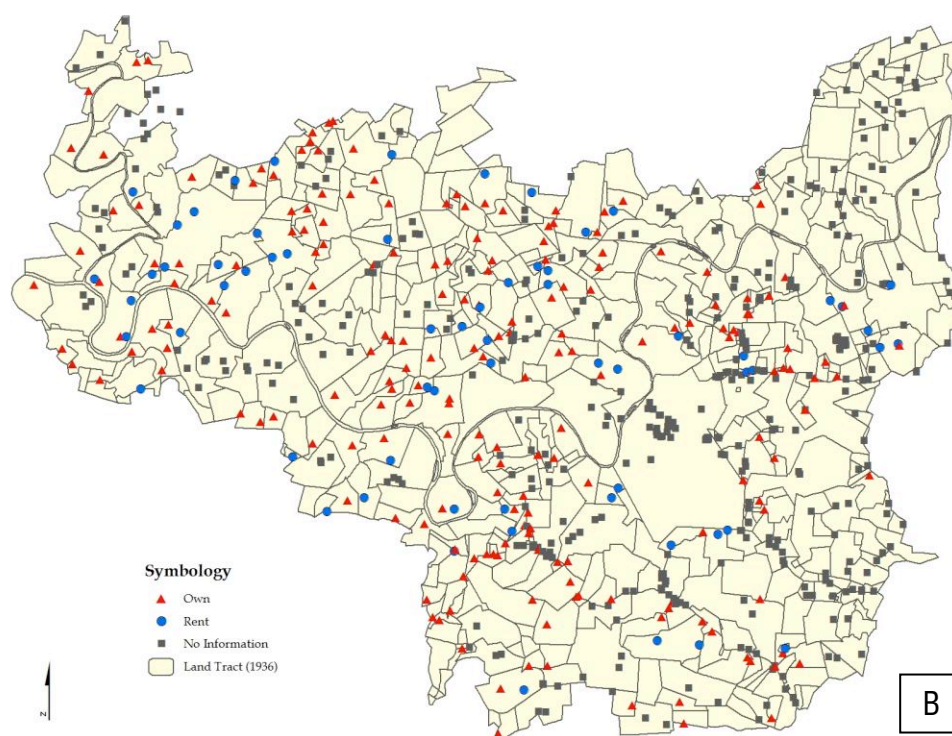 Symbology
Own
Rent
No Information
Land Tract (1936)
N
B